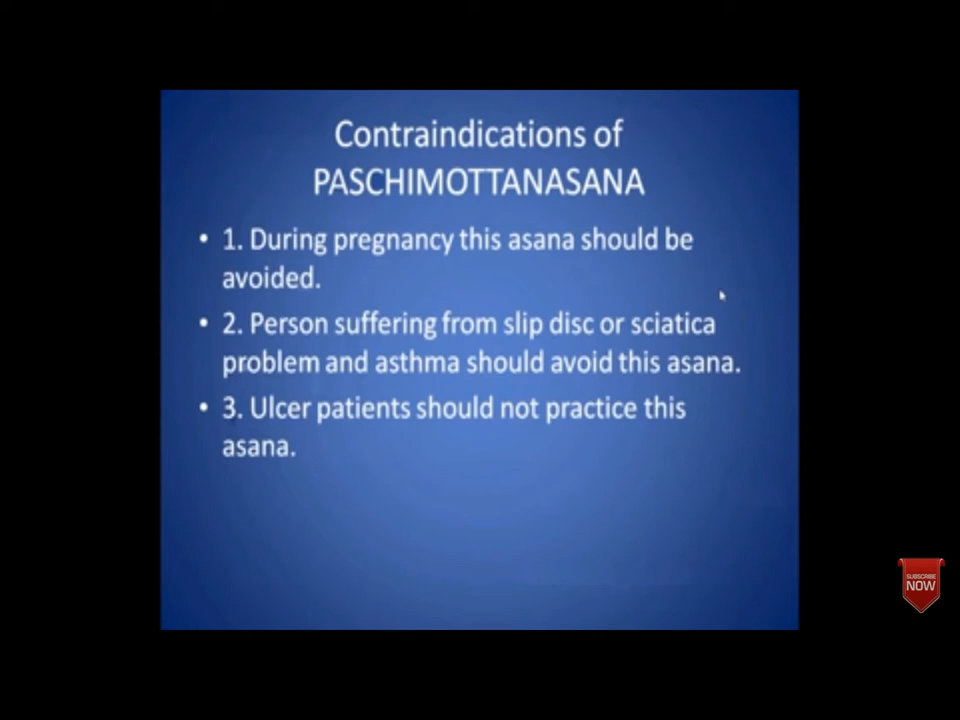 Contraindications of
PASCHIMOTTANASANA
• 1. During pregnancy this asana should be
avoided.
• 2. Person suffering from slip disc or sciatica
problem and asthma should avoid this asana.
• 3. Ulcer patients should not practice this
asana.
SUBSCRIBE
NOW